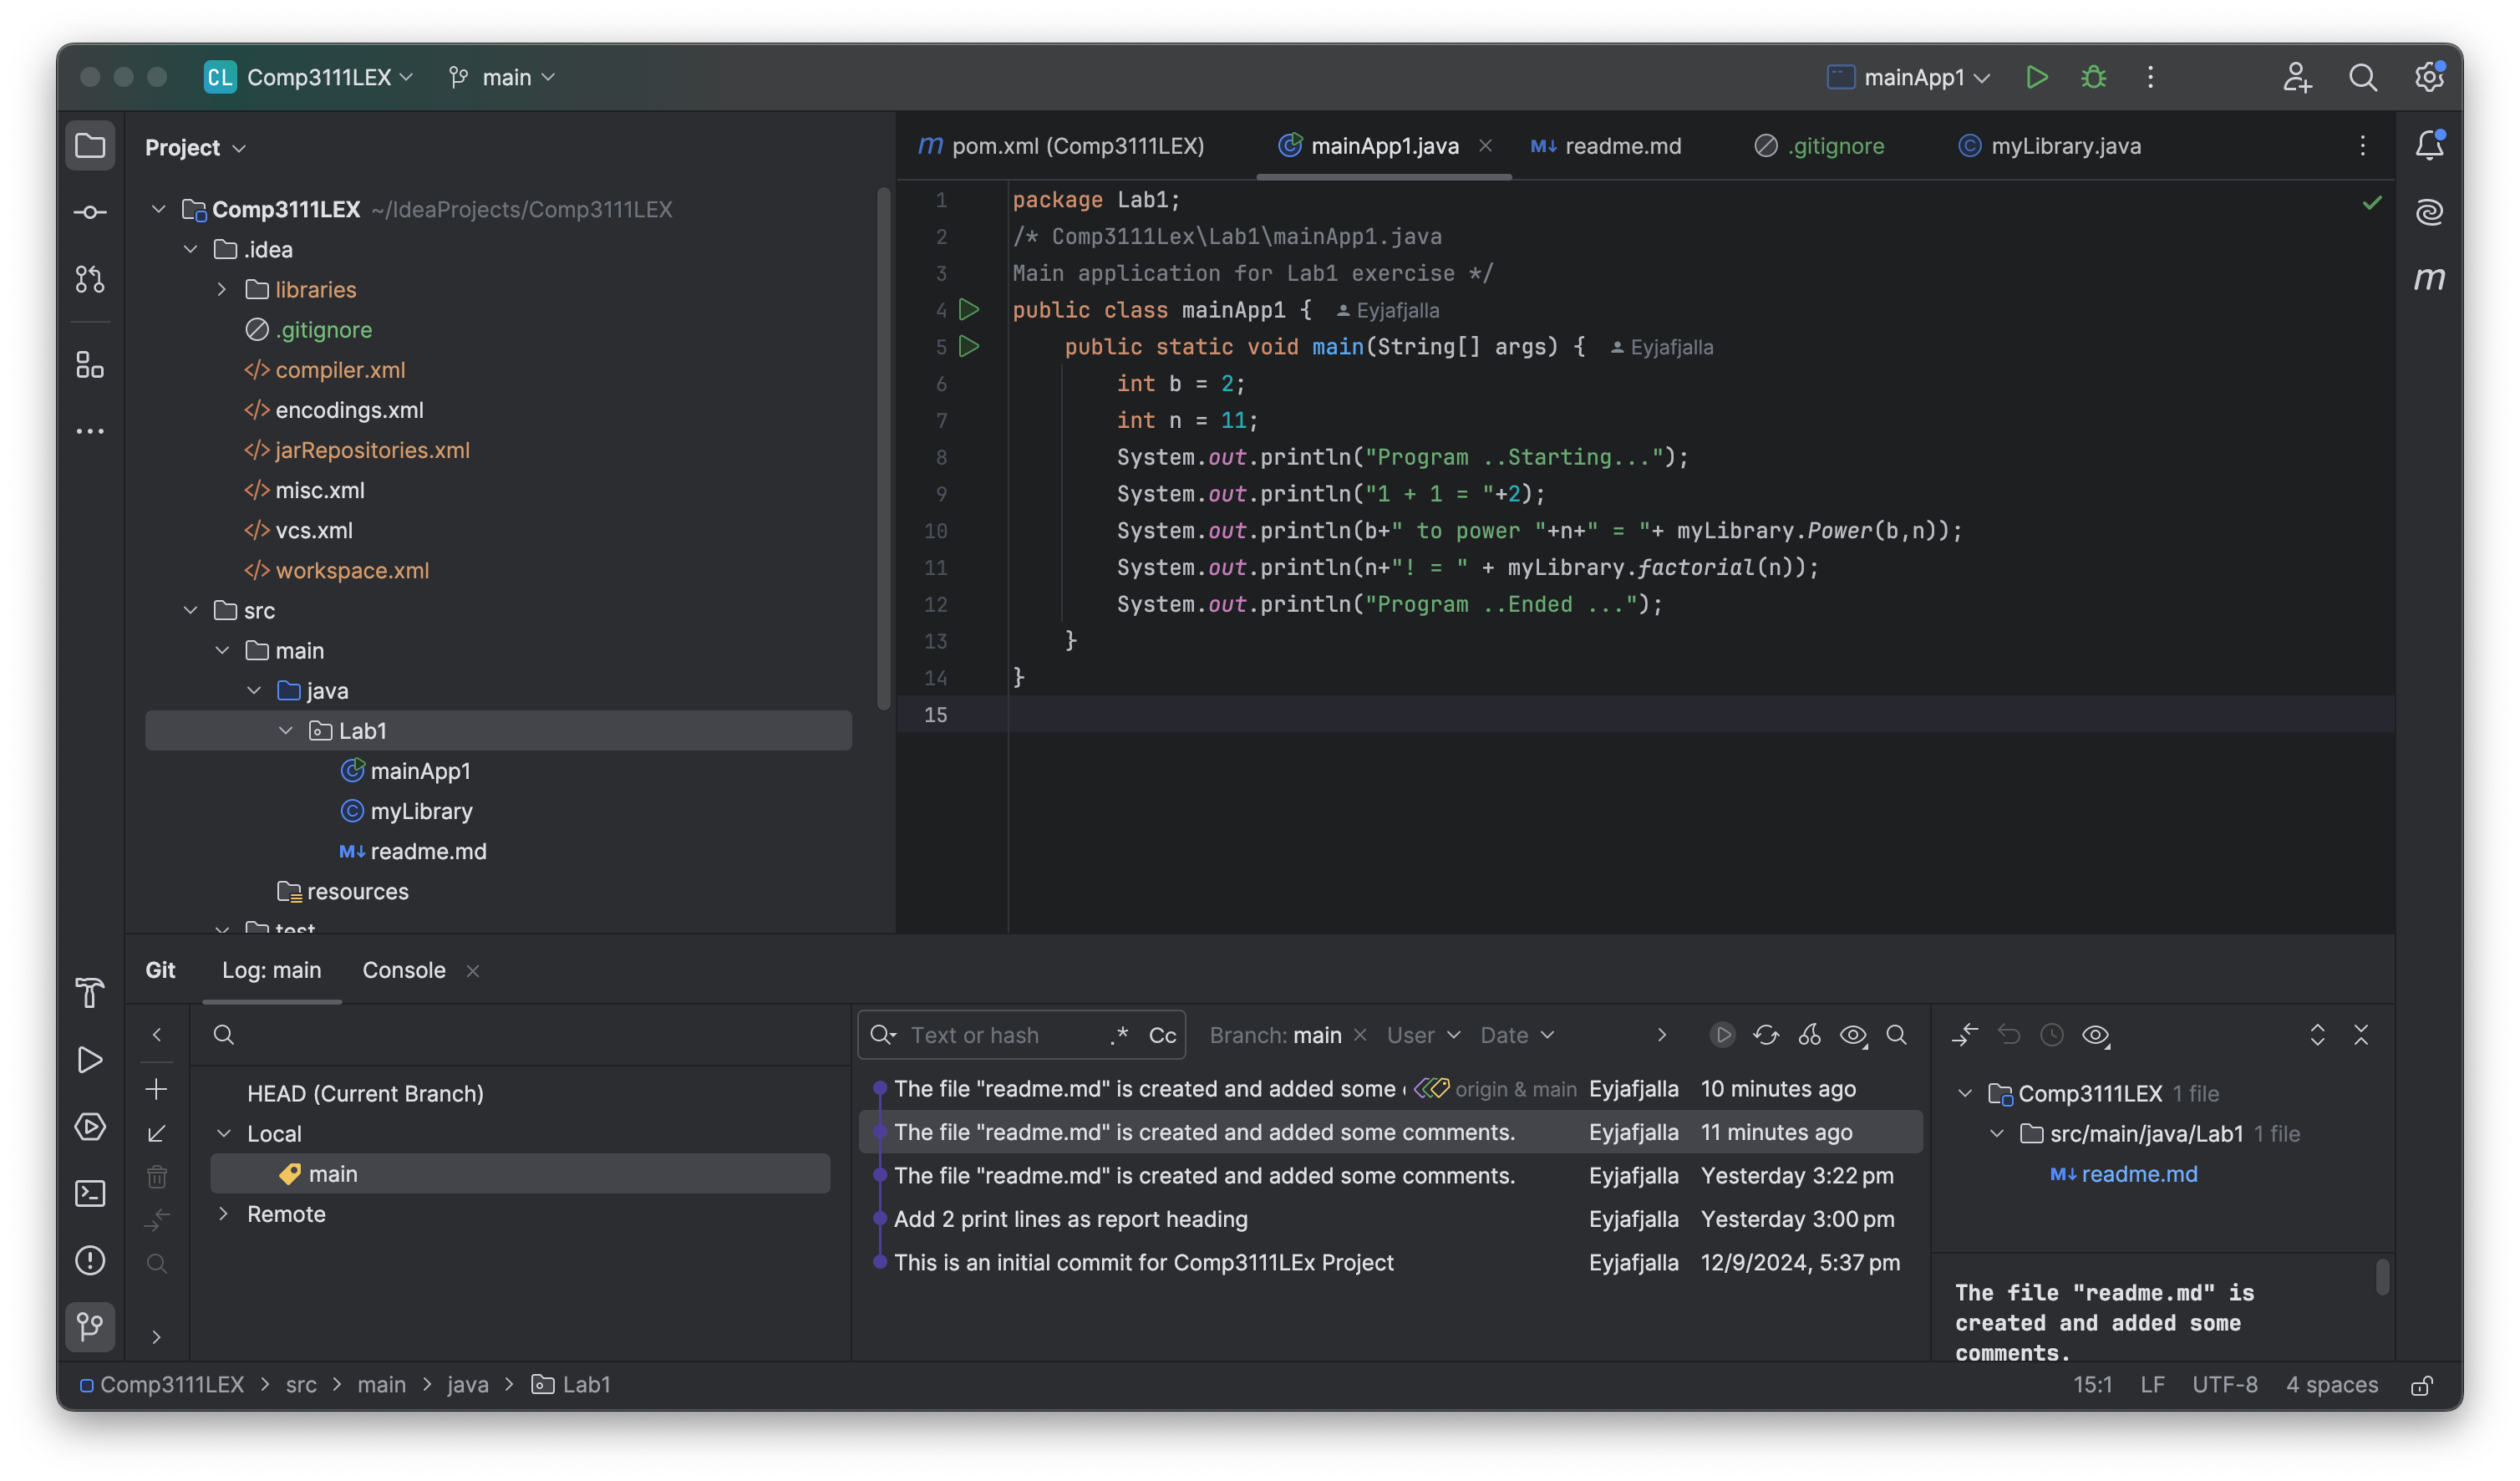 CL Comp3111LEX main mainApp1
Project
Comp3111LEX ~/IdeaProjects/Comp3111LEX
.idea
libraries
.gitignore
compiler.xml
encodings.xml
jarRepositories.xml
misc.xml
vcs.xml
workspace.xml
src
main
java
Lab1
mainApp1
myLibrary
M↓ readme.md
resources
test
m pom.xml (Comp3111LEX) mainApp1.java M↓ readme.md .gitignore myLibrary.java
1 package Lab1;
2 /* Comp3111Lex\Lab1\mainApp1.java
3 Main application for Lab1 exercise */
4 public class mainApp1 { Eyjafjalla
5 public static void main(String[] args) { Eyjafjalla
6 int b = 2;
7 int n = 11;
8 System.out.println("Program ..Starting...");
9 System.out.println("1 + 1 = "+2);
10 System.out.println(b+" to power "+n+" = "+ myLibrary.Power(b,n));
11 System.out.println(n+"! = " + myLibrary.factorial(n));
12 System.out.println("Program ..Ended ...");
13 }
14 }
15
m
Git Log: main Console
HEAD (Current Branch)
Local
main
Remote
Text or hash .* Cc Branch: main User Date
The file "readme.md" is created and added some origin & main Eyjafjalla 10 minutes ago
The file "readme.md" is created and added some comments. Eyjafjalla 11 minutes ago
The file "readme.md" is created and added some comments. Eyjafjalla Yesterday 3:22 pm
Add 2 print lines as report heading Eyjafjalla Yesterday 3:00 pm
This is an initial commit for Comp3111LEx Project Eyjafjalla 12/9/2024, 5:37 pm
Comp3111LEX 1 file
src/main/java/Lab1 1 file
M↓ readme.md
The file "readme.md" is
created and added some
comments.
Comp3111LEX > src > main > java > Lab1 15:1 LF UTF-8 4 spaces